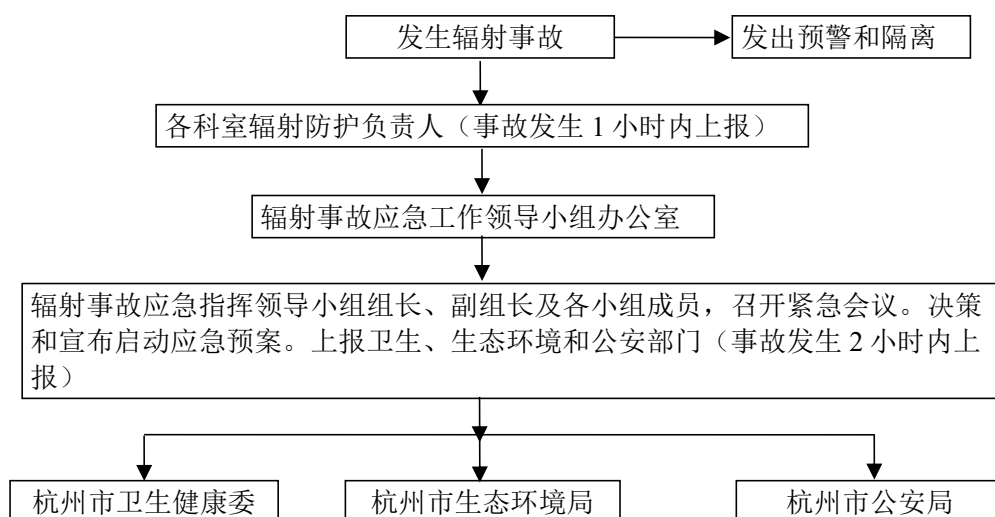 发生辐射事故
发出预警和隔离
各科室辐射防护负责人（事故发生 1 小时内上报）
辐射事故应急工作领导小组办公室
辐射事故应急指挥领导小组组长、副组长及各小组成员，召开紧急会议。决策
和宣布启动应急预案。上报卫生、生态环境和公安部门（事故发生 2 小时内上
报）
杭州市卫生健康委
杭州市生态环境局
杭州市公安局